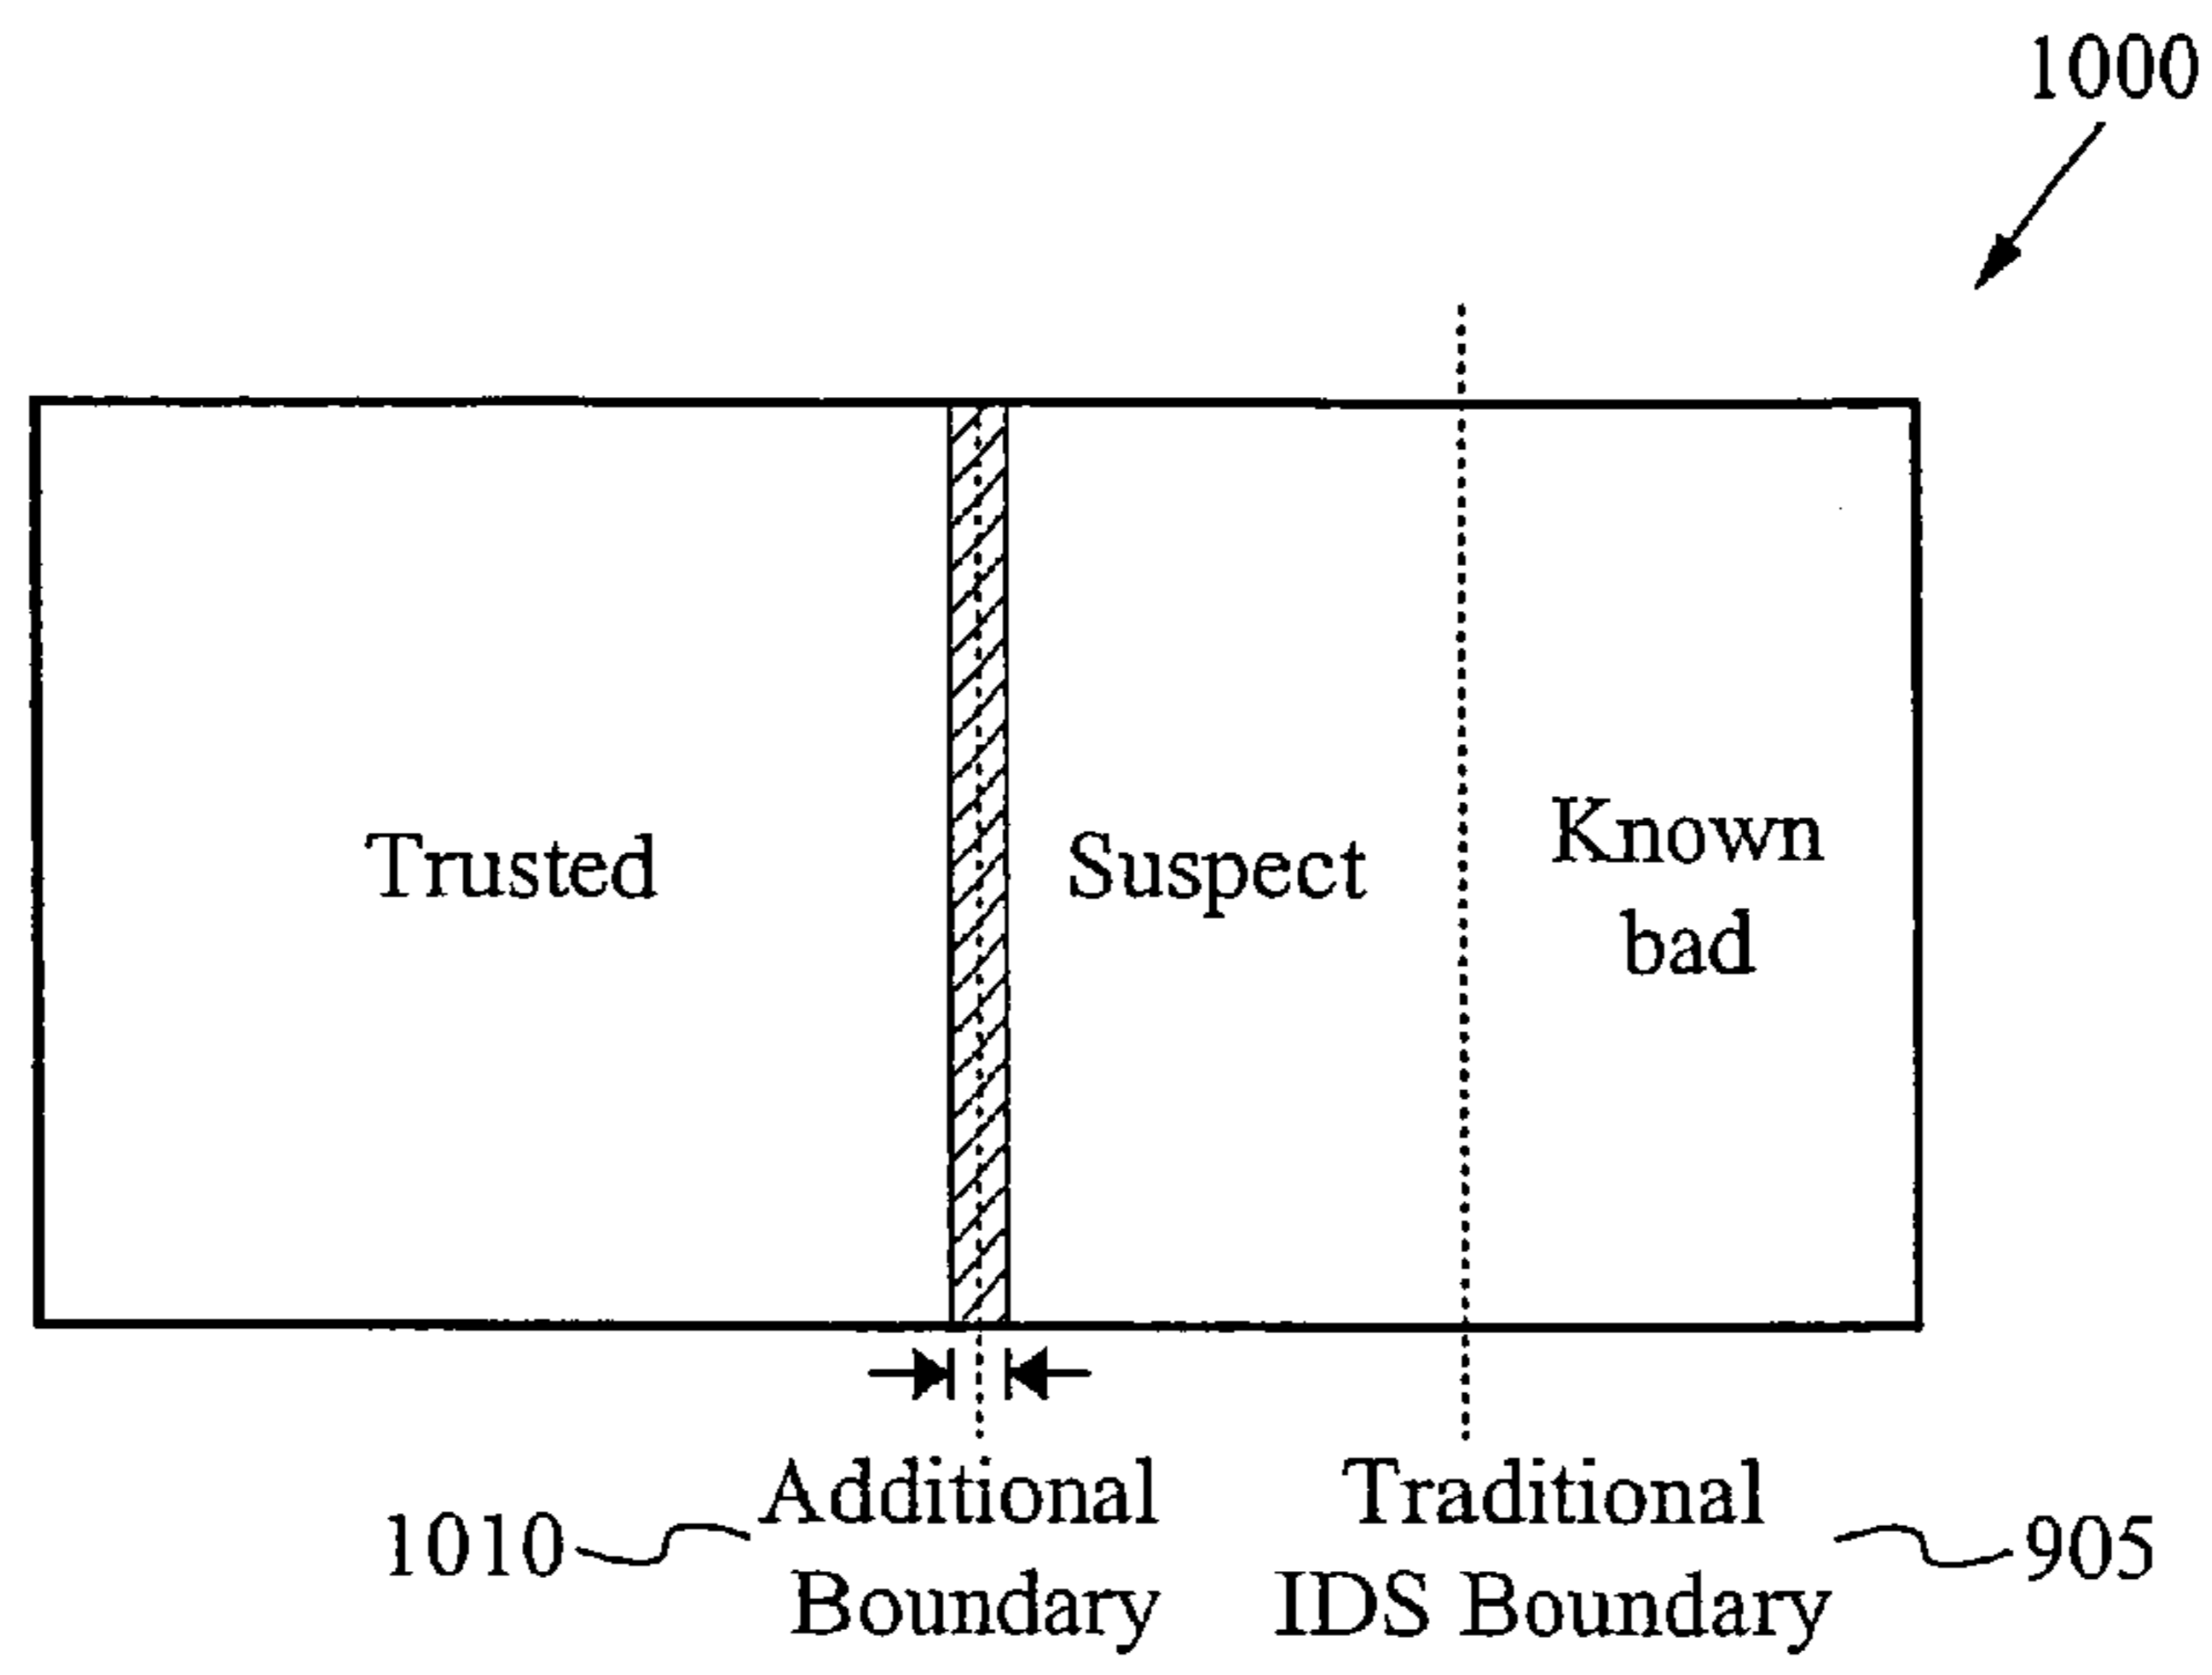 1000
Trusted
Suspect
Known
bad
1010
Additional
Boundary
Traditional
IDS Boundary
905